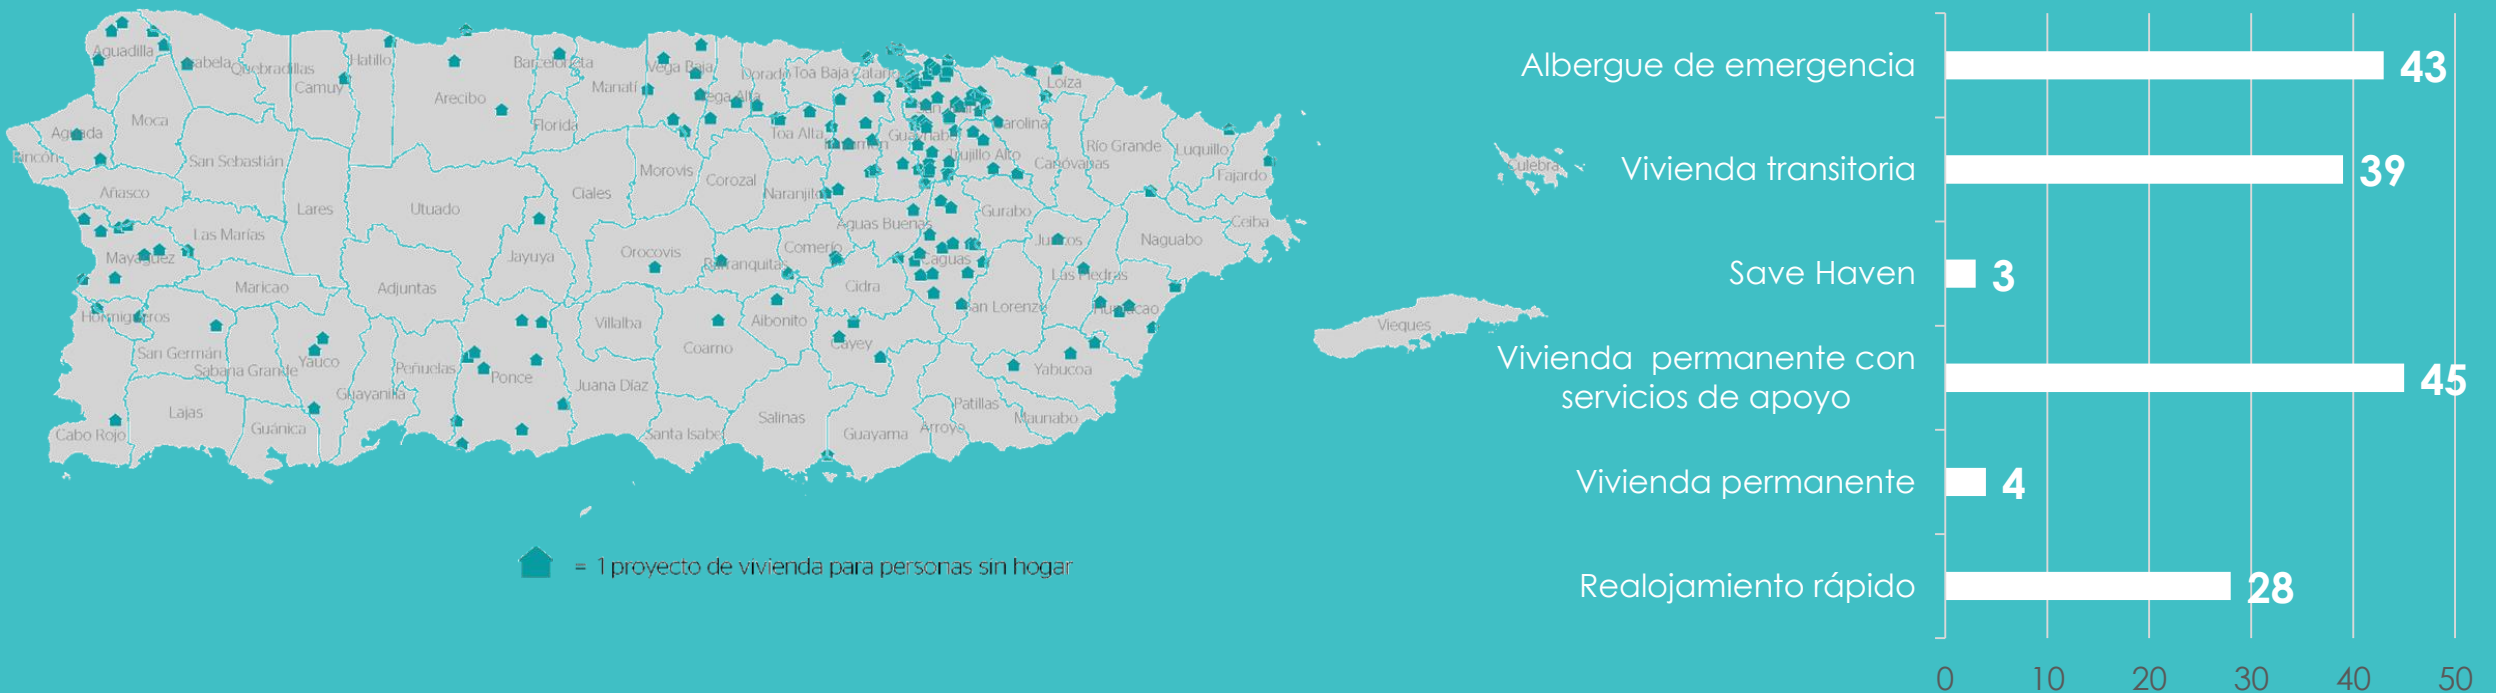 Aguadilla
Isabela
Quebradillas
Camuy
Hatillo
Arecibo
Barceloneta
Manatí
Vega Baja
Vega Alta
Dorado
Toa Baja
Cataño
Loíza
Aguada
Moca
Rincón
San Sebastián
Florida
Toa Alta
Guaynabo
Carolina
Trujillo Alto
Canóvanas
Río Grande
Luquillo
Fajardo
Culebra
Añasco
Lares
Utuado
Ciales
Morovis
Corozal
Naranjito
Aguas Buenas
Gurabo
Ceiba
Las Marías
Mayagüez
Jayuya
Orocovis
Barranquitas
Comerío
Caguas
Juncos
Naguabo
Maricao
Adjuntas
Cidra
Las Piedras
Hormigueros
San Germán
Sabana Grande
Yauco
Guayanilla
Peñuelas
Ponce
Villalba
Juana Díaz
Coamo
Aibonito
Cayey
San Lorenzo
Humacao
Yabucoa
Vieques
Cabo Rojo
Lajas
Guánica
Santa Isabel
Salinas
Guayama
Arroyo
Patillas
Maunabo
= 1 proyecto de vivienda para personas sin hogar
Albergue de emergencia 43
Vivienda transitoria 39
Save Haven 3
Vivienda permanente con
servicios de apoyo 45
Vivienda permanente 4
Realojamiento rápido 28
0 10 20 30 40 50